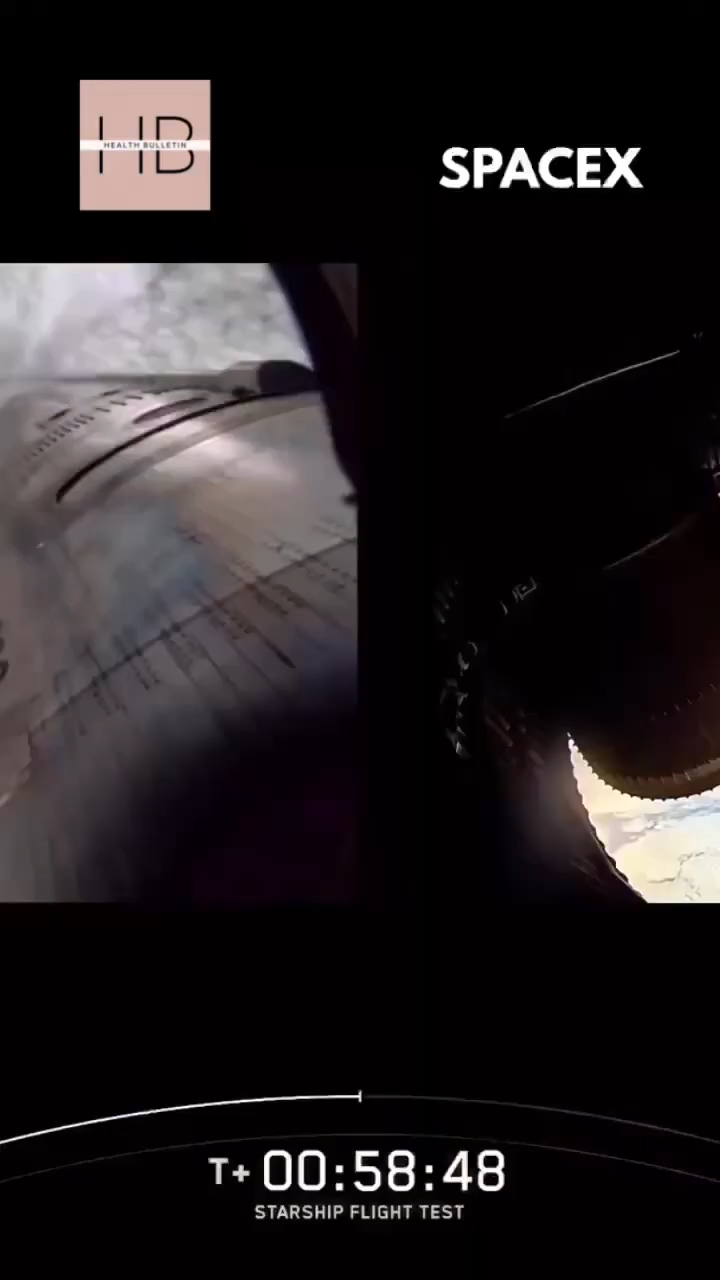 HB
HEALTH BULLETIN
SPACEX
T+ 00:58:48
STARSHIP FLIGHT TEST